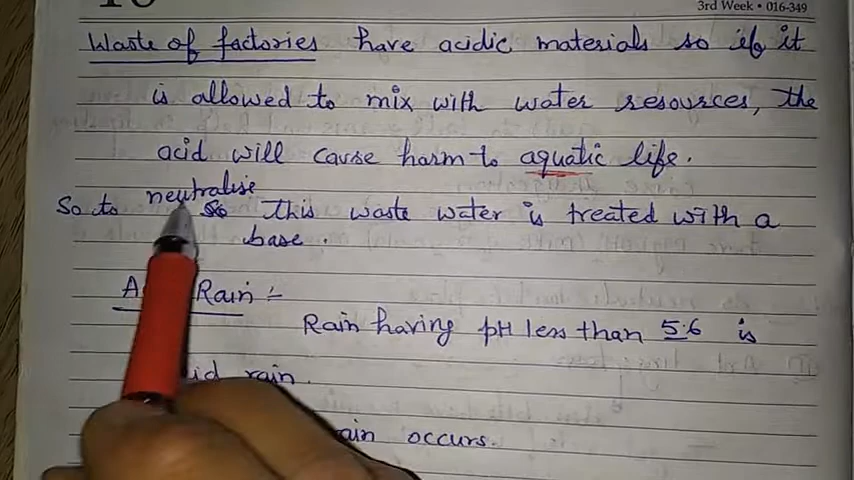 3rd Week • 016-349
Waste of factories have acidic materials so if it
is allowed to mix with water resources, the
acid will cause harm to aquatic life.
So to neutralise this waste water is treated with a
base.
Rain :-
Rain having pH less than 5.6 is
rain.
occurs.